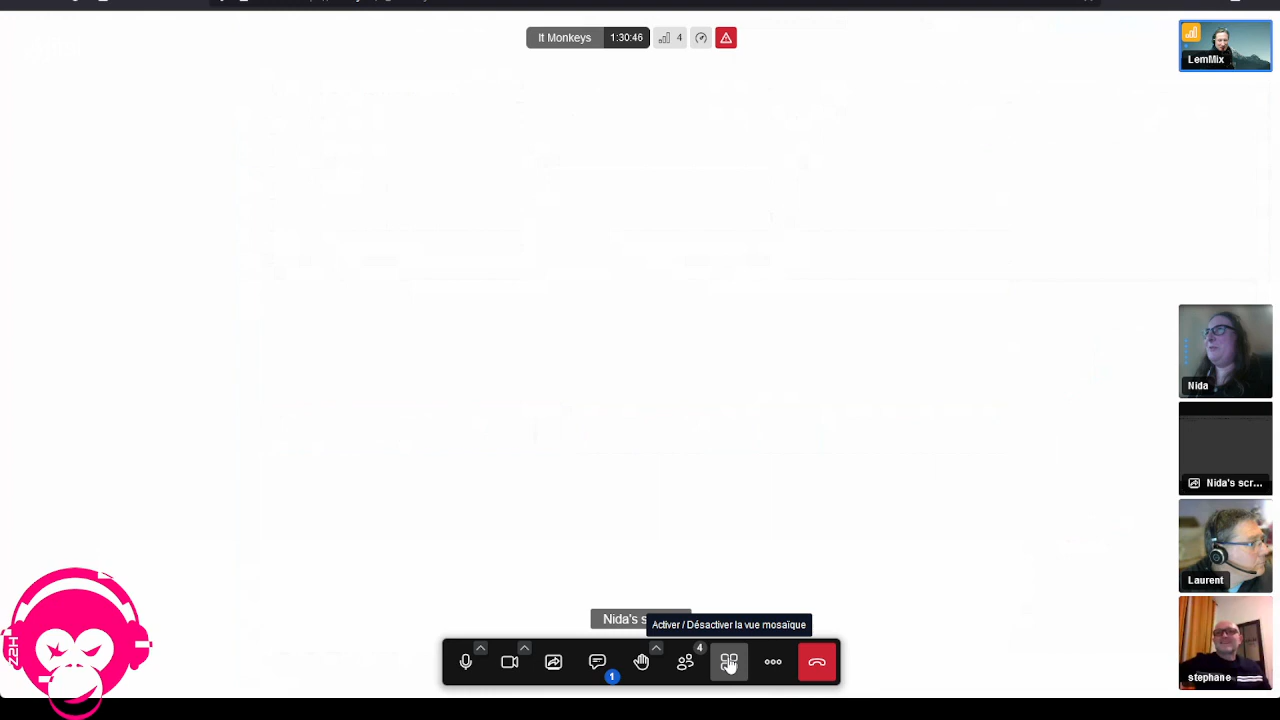 It Monkeys 1:30:46 4
LemMix
Nida
Nida's scr...
Laurent
stephane
Nida's s
Activer / Désactiver la vue mosaïque
4
1
HZZ